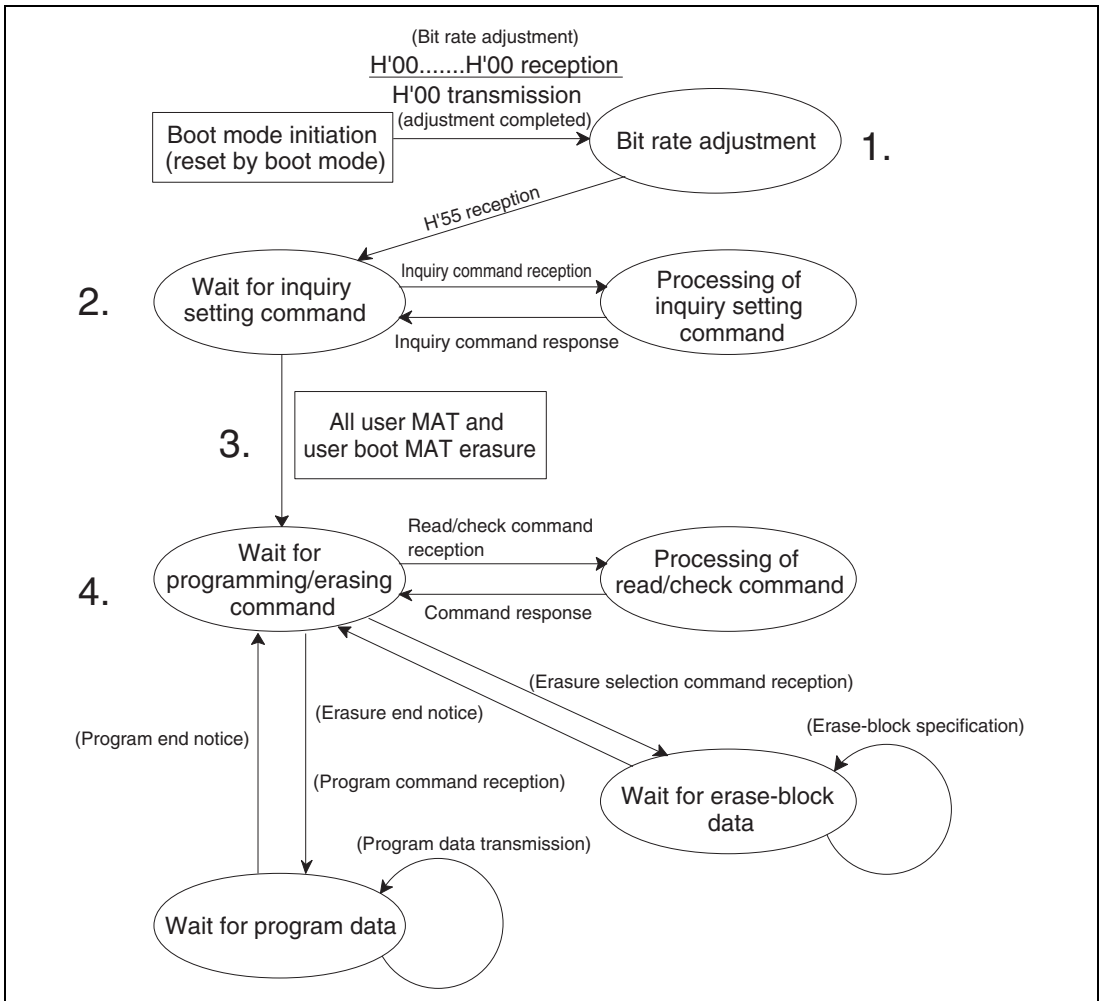 (Bit rate adjustment)
H'00.......H'00 reception
H'00 transmission
(adjustment completed)
Boot mode initiation
(reset by boot mode)
Bit rate adjustment
1.
H'55 reception
2.
Wait for inquiry
setting command
Inquiry command reception
Inquiry command response
Processing of
inquiry setting
command
3.
All user MAT and
user boot MAT erasure
4.
Wait for
programming/erasing
command
Read/check command
reception
Command response
Processing of
read/check command
(Erasure selection command reception)
(Erasure end notice)
(Program end notice)
(Program command reception)
(Erase-block specification)
Wait for erase-block
data
(Program data transmission)
Wait for program data